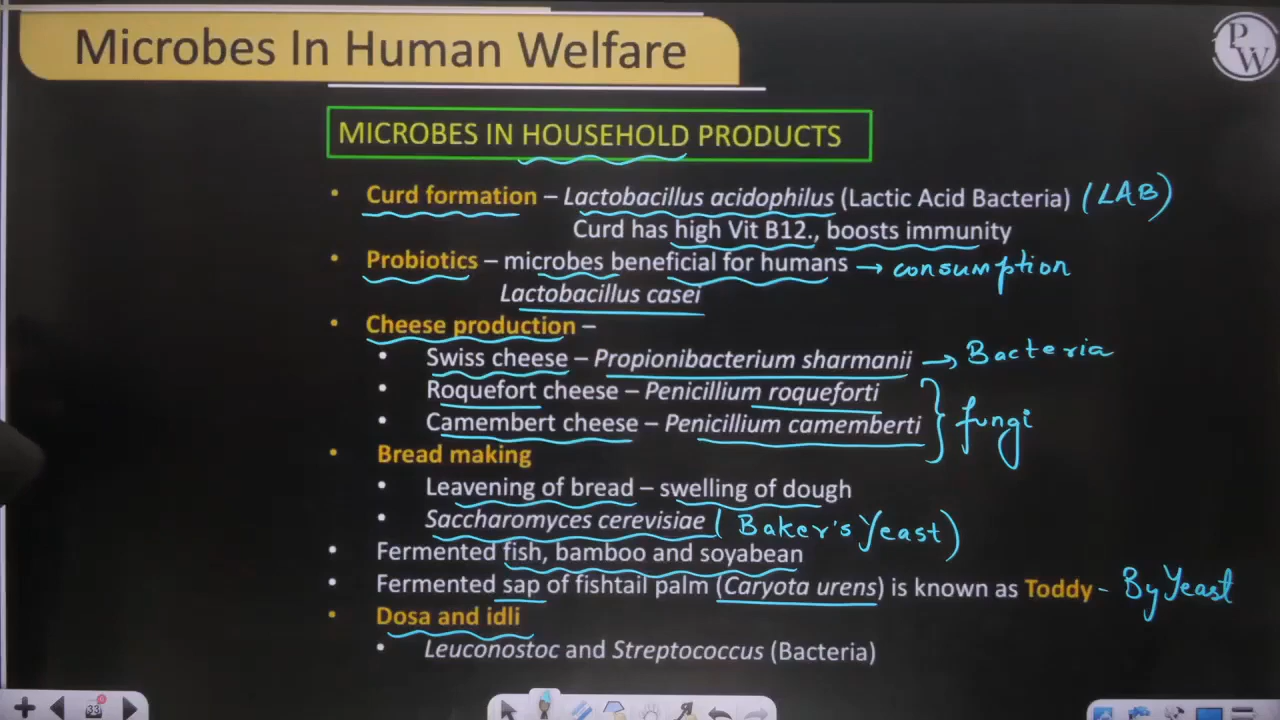 Microbes In Human Welfare
PW
MICROBES IN HOUSEHOLD PRODUCTS
• Curd formation – Lactobacillus acidophilus (Lactic Acid Bacteria) (LAB)
Curd has high Vit B12., boosts immunity
• Probiotics – microbes beneficial for humans → consumption
Lactobacillus casei
• Cheese production –
• Swiss cheese – Propionibacterium sharmanii → Bacteria
• Roquefort cheese – Penicillium roqueforti
• Camembert cheese – Penicillium camemberti } fungi
• Bread making
• Leavening of bread – swelling of dough
• Saccharomyces cerevisiae (Baker's Yeast)
• Fermented fish, bamboo and soyabean
• Fermented sap of fishtail palm (Caryota urens) is known as Toddy - By Yeast
• Dosa and idli
• Leuconostoc and Streptococcus (Bacteria)
33